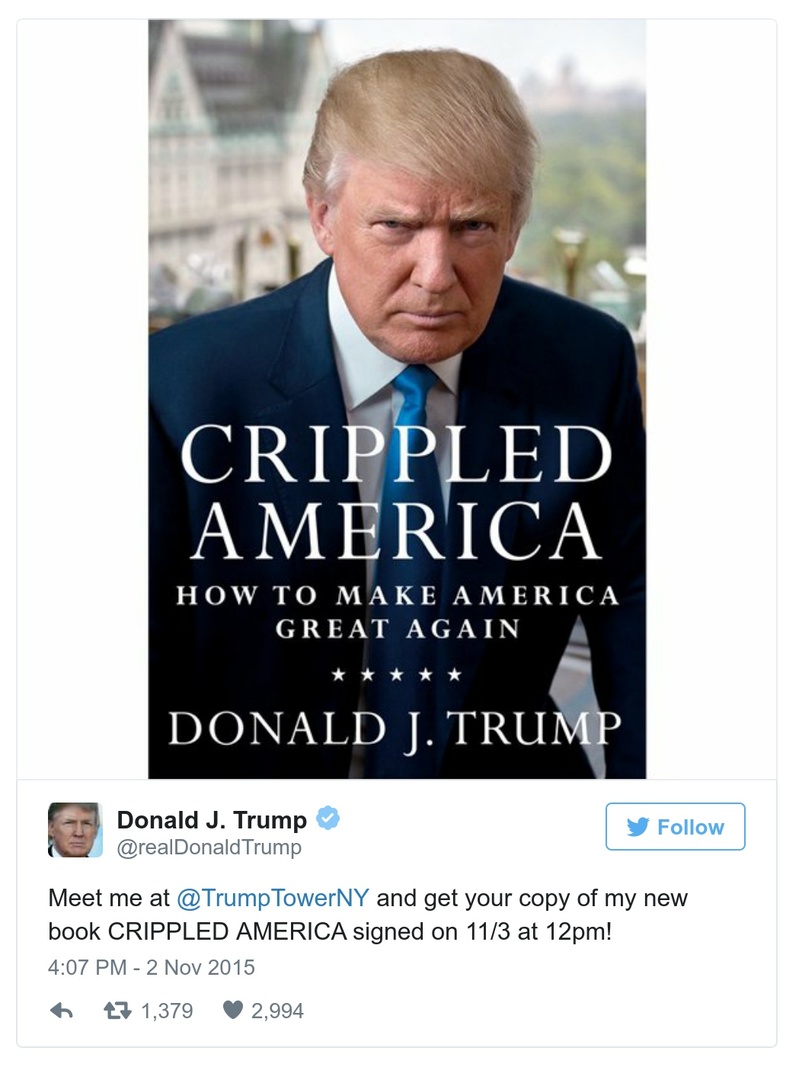 CRIPPLED
AMERICA
HOW TO MAKE AMERICA
GREAT AGAIN
DONALD J. TRUMP
Donald J. Trump
@realDonaldTrump
Follow
Meet me at @TrumpTowerNY and get your copy of my new
book CRIPPLED AMERICA signed on 11/3 at 12pm!
4:07 PM - 2 Nov 2015
1,379 2,994